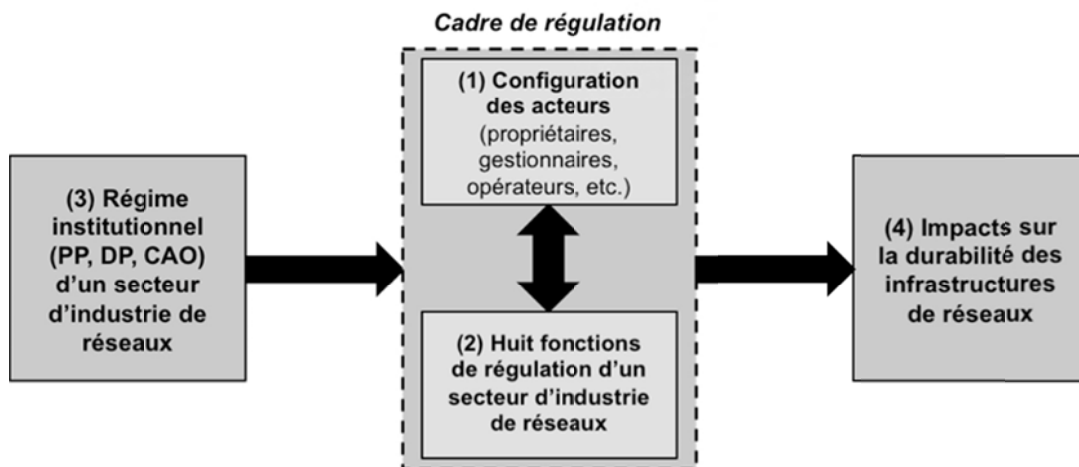 Cadre de régulation
(1) Configuration
des acteurs
(propriétaires,
gestionnaires,
opérateurs, etc.)
(3) Régime
institutionnel
(PP, DP, CAO)
d'un secteur
d'industrie de
réseaux
(4) Impacts sur
la durabilité des
infrastructures
de réseaux
(2) Huit fonctions
de régulation d'un
secteur d'industrie
de réseaux